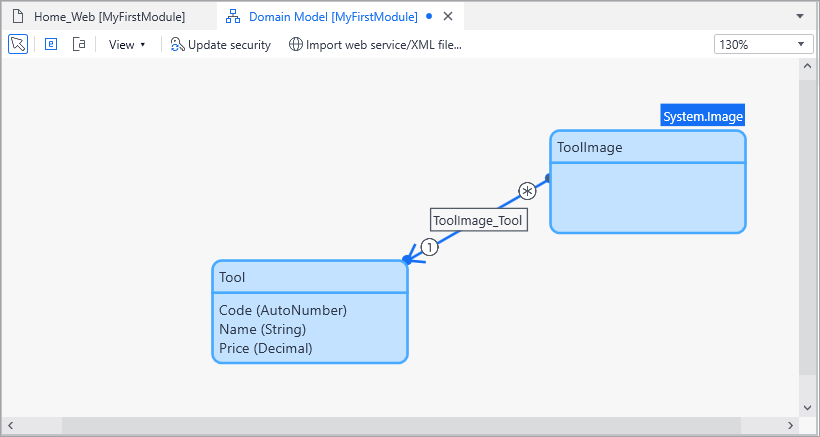 Home_Web [MyFirstModule]
Domain Model [MyFirstModule]
View
Update security
Import web service/XML file...
130%
System.Image
ToolImage
*
ToolImage_Tool
1
Tool
Code (AutoNumber)
Name (String)
Price (Decimal)